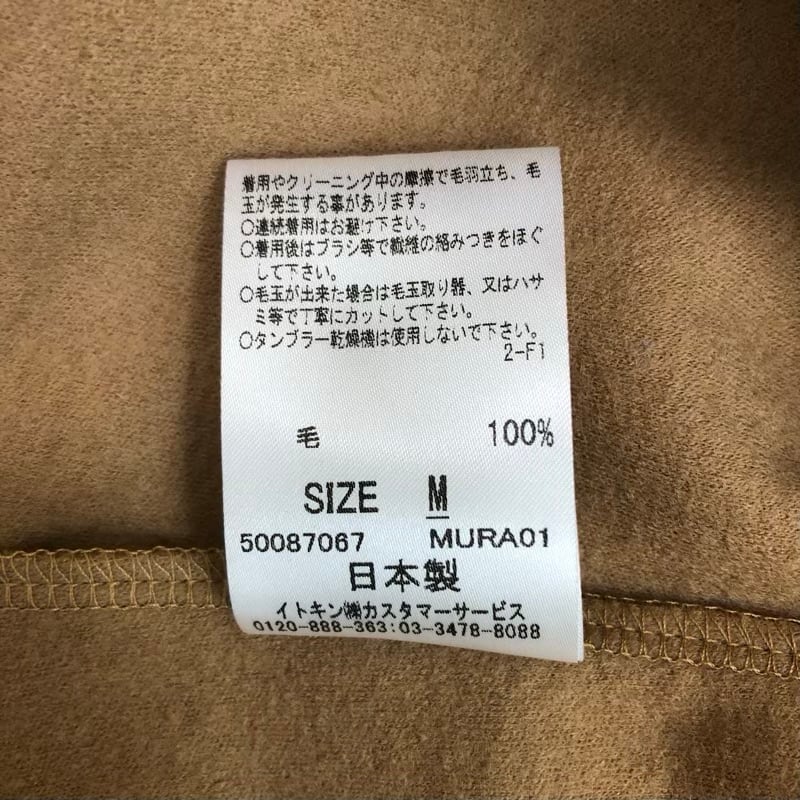 着用やクリーニング中の摩擦で毛羽立ち、毛
玉が発生する事があります。
○連続着用はお避け下さい。
○着用後はブラシ等で繊維の絡みつきをほぐ
して下さい。
○毛玉が出来た場合は毛玉取り器、又はハサ
ミ等で丁寧にカットして下さい。
○タンブラー乾燥機は使用しないで下さい。
2-F1
毛 100%
SIZE M
50087067 MURA01
日本製
イトキン㈱カスタマーサービス
0120-888-363:03-3478-8088